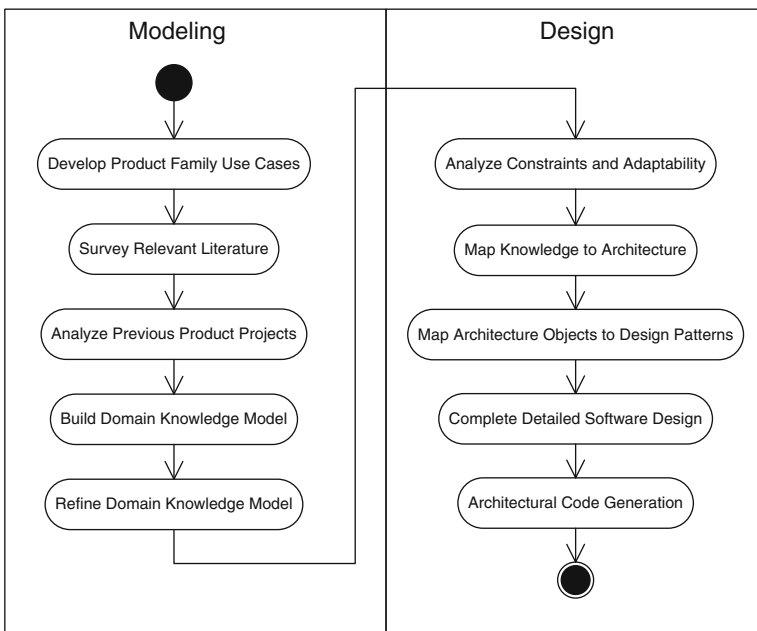 Modeling
Develop Product Family Use Cases
Survey Relevant Literature
Analyze Previous Product Projects
Build Domain Knowledge Model
Refine Domain Knowledge Model
Design
Analyze Constraints and Adaptability
Map Knowledge to Architecture
Map Architecture Objects to Design Patterns
Complete Detailed Software Design
Architectural Code Generation